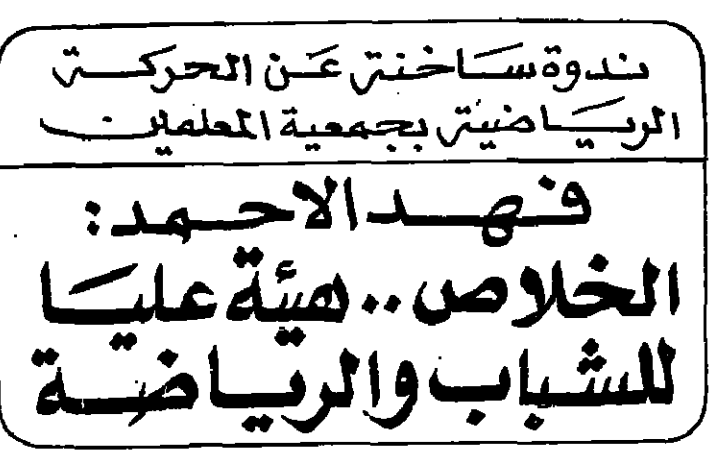 ندوة ساخنة عن الحركة
الرياضية بجمعية المعلمين
فهد الاحمد:
الخلاص.. هيئة عليا
للشباب والرياضة